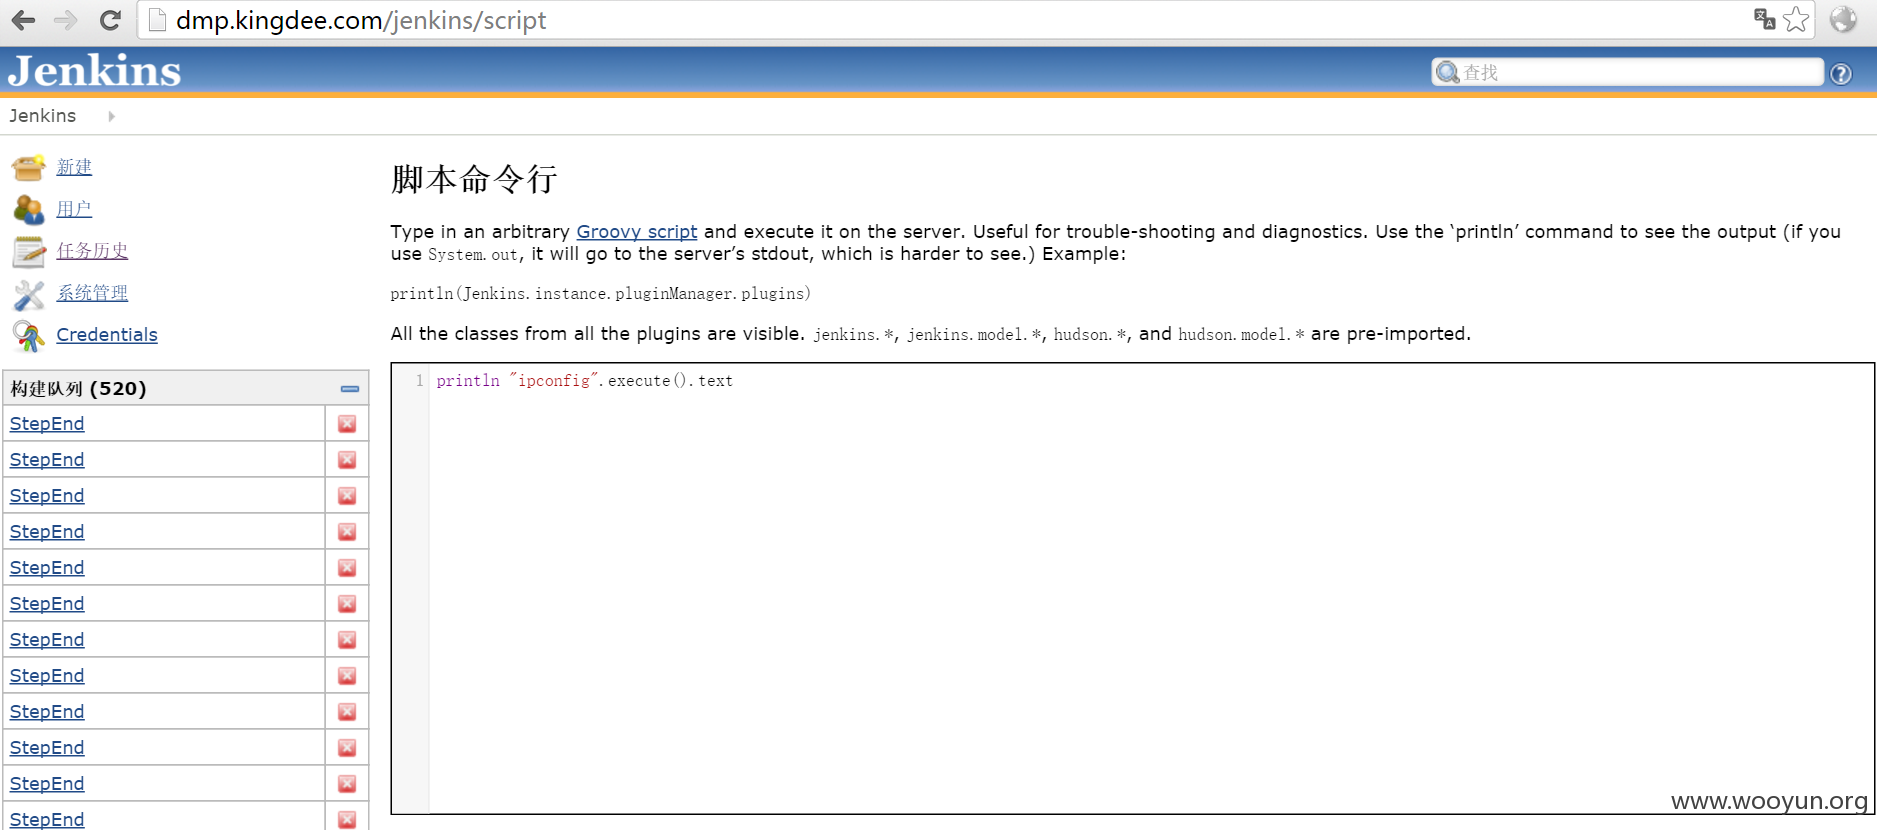 dmp.kingdee.com/jenkins/script
Jenkins
查找
Jenkins
新建
用户
任务历史
系统管理
Credentials
构建队列 (520)
StepEnd
StepEnd
StepEnd
StepEnd
StepEnd
StepEnd
StepEnd
StepEnd
StepEnd
StepEnd
StepEnd
StepEnd
脚本命令行
Type in an arbitrary Groovy script and execute it on the server. Useful for trouble-shooting and diagnostics. Use the ‘println’ command to see the output (if you
use System.out, it will go to the server’s stdout, which is harder to see.) Example:
println(Jenkins.instance.pluginManager.plugins)
All the classes from all the plugins are visible. jenkins.*, jenkins.model.*, hudson.*, and hudson.model.* are pre-imported.
1 println "ipconfig".execute().text
www.wooyun.org